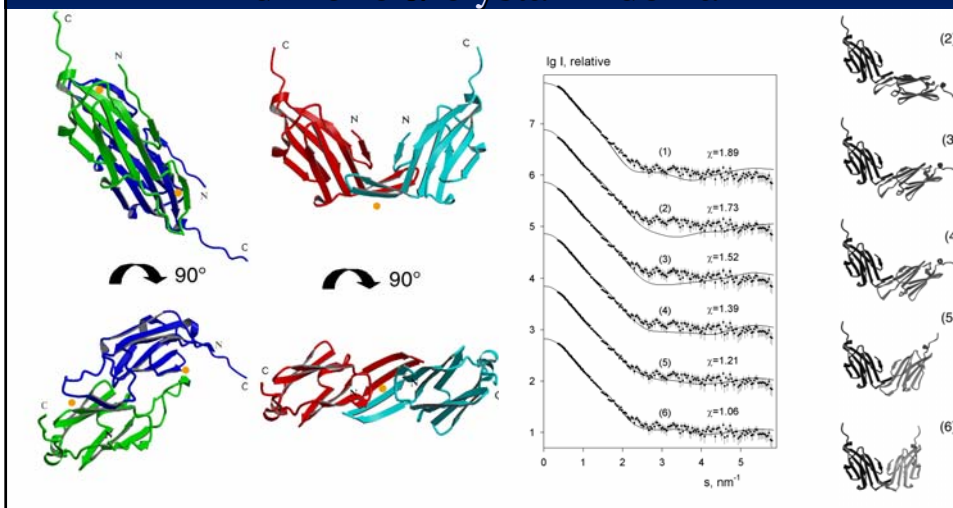 C
N
N
C
90°
N
C
C
C
C
N
N
90°
C
lg I, relative
7
6
5
4
3
2
1
(1)
χ=1.89
(2)
χ=1.73
(3)
χ=1.52
(4)
χ=1.39
(5)
χ=1.21
(6)
χ=1.06
0 1 2 3 4 5
s, nm⁻¹
(2)
(3
(4
(5
(6)